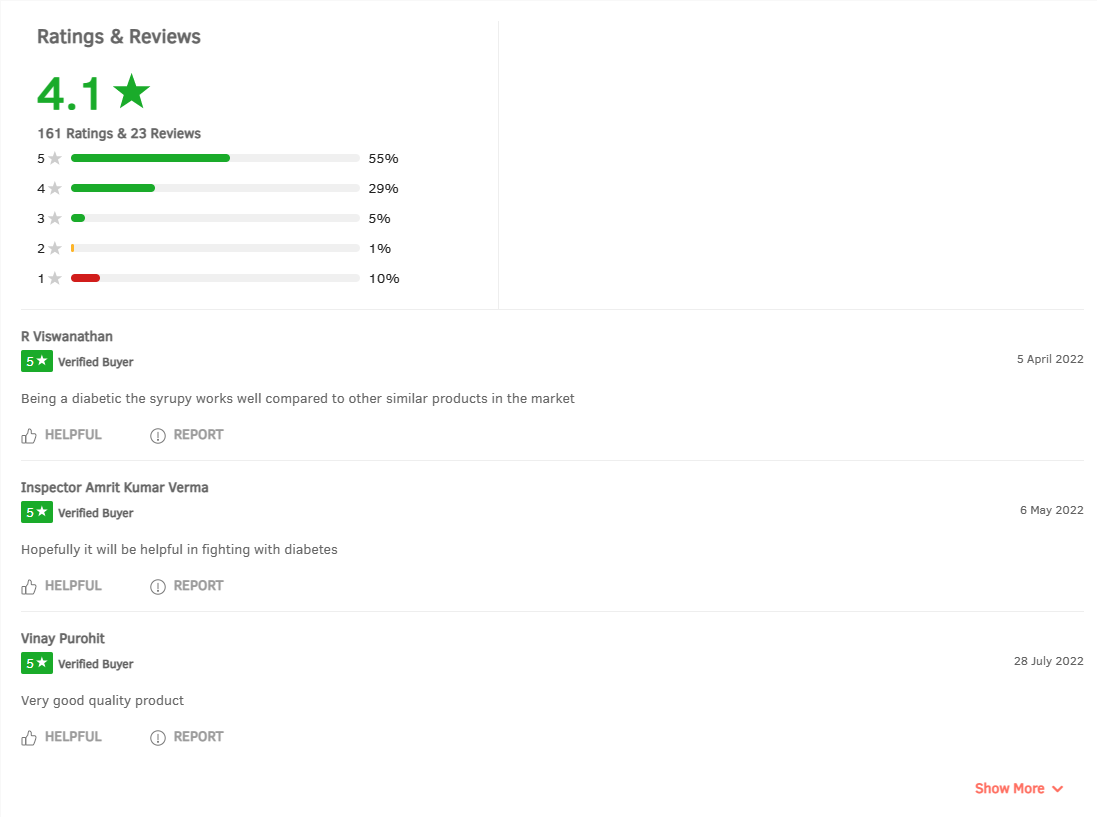 Ratings & Reviews
4.1 ★
161 Ratings & 23 Reviews
5 ★ 55%
4 ★ 29%
3 ★ 5%
2 ★ 1%
1 ★ 10%
R Viswanathan
5 ★ Verified Buyer 5 April 2022
Being a diabetic the syrupy works well compared to other similar products in the market
HELPFUL REPORT
Inspector Amrit Kumar Verma
5 ★ Verified Buyer 6 May 2022
Hopefully it will be helpful in fighting with diabetes
HELPFUL REPORT
Vinay Purohit
5 ★ Verified Buyer 28 July 2022
Very good quality product
HELPFUL REPORT
Show More